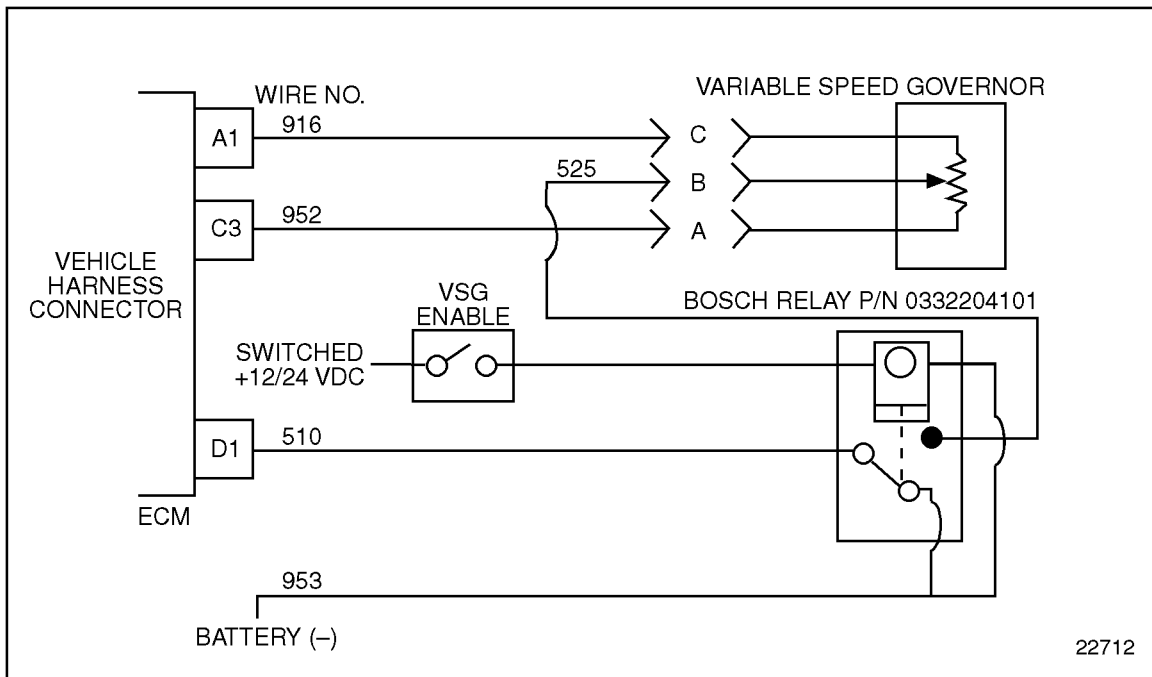 WIRE NO.
VARIABLE SPEED GOVERNOR
A1
916
C
525
B
C3
952
A
VEHICLE
HARNESS
CONNECTOR
VSG
ENABLE
BOSCH RELAY P/N 0332204101
SWITCHED
+12/24 VDC
D1
510
ECM
953
BATTERY (–)
22712